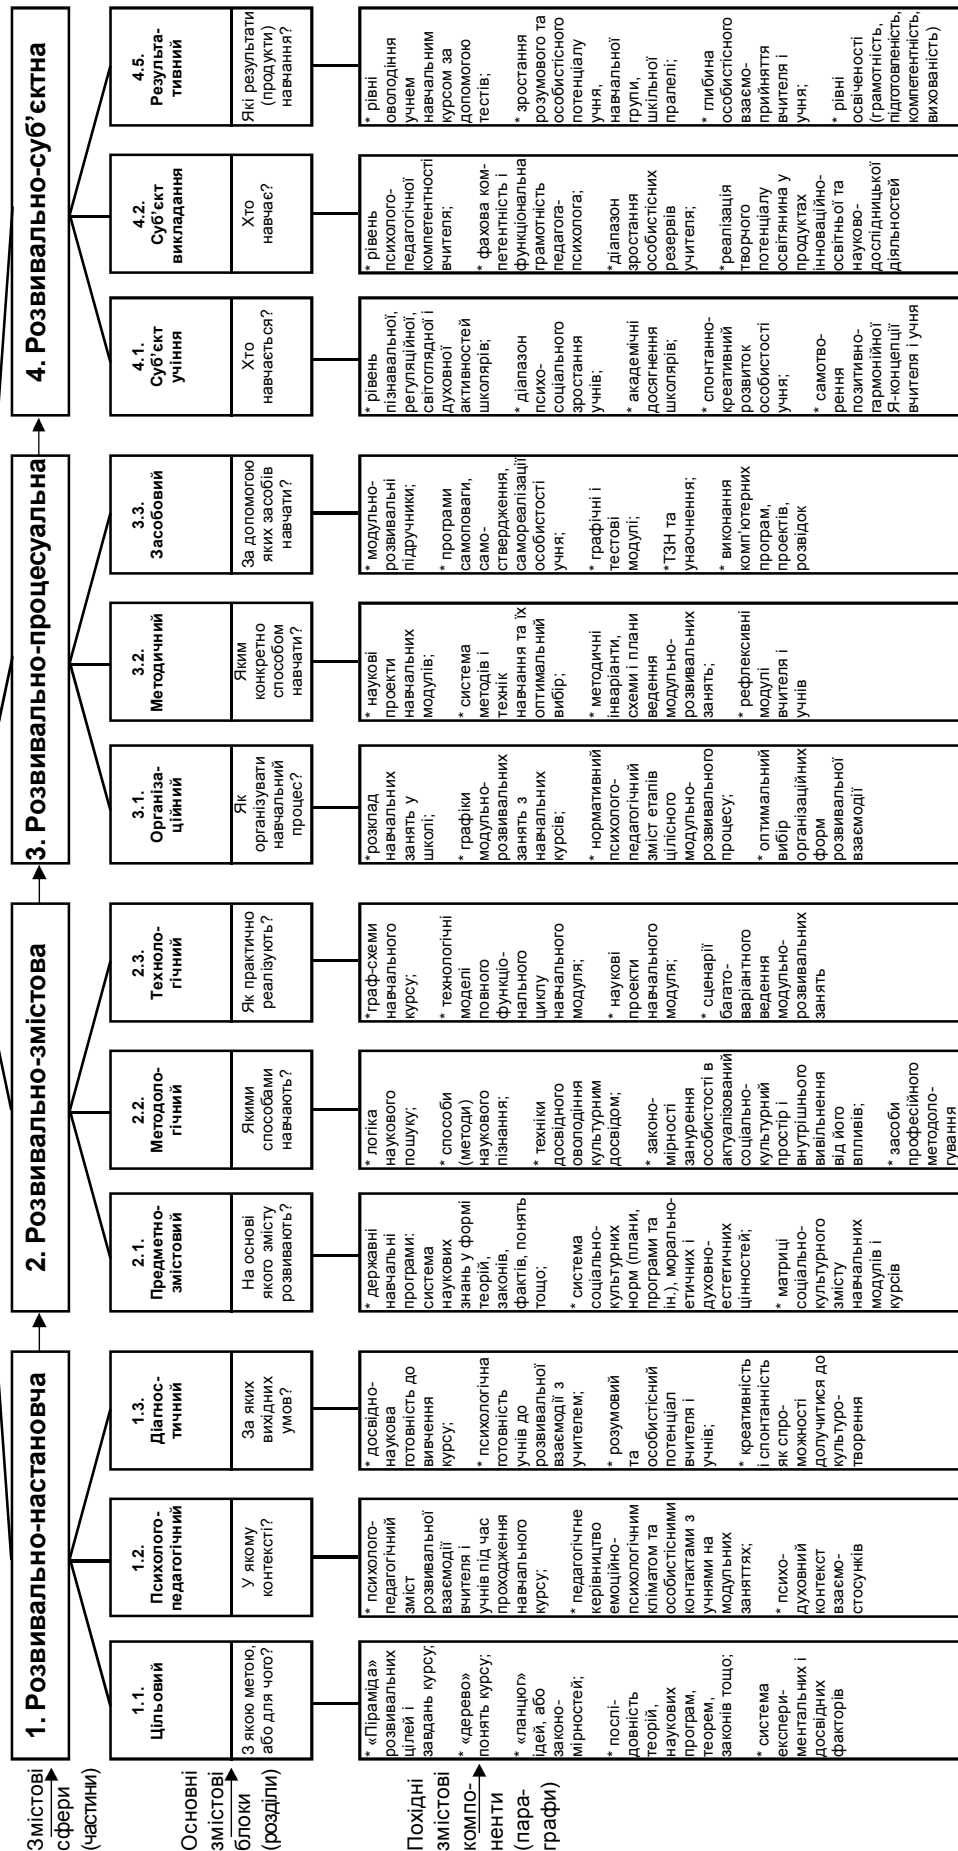 Змістові
сфери
(частини)
1. Розвивально-настановча
2. Розвивально-змістова
3. Розвивально-процесуальна
4. Розвивально-суб’єктна
Основні
змістові
блоки
(розділи)
1.1.
Цільовий
З якою метою,
або для чого?
1.2.
Психолого-
педагогічний
У якому
контексті?
1.3.
Діагнос-
тичний
За яких
вихідних
умов?
2.1.
Предметно-
змістовий
На основі
якого змісту
розвивають?
2.2.
Методоло-
гічний
Якими
способами
навчають?
2.3.
Техноло-
гічний
Як практично
реалізують?
3.1.
Організа-
ційний
Як
організувати
навчальний
процес?
3.2.
Методичний
Яким
конкретно
способом
навчати?
3.3.
Засобовий
За допомогою
яких засобів
навчати?
4.1.
Суб’єкт
учіння
Хто
навчається?
4.2.
Суб’єкт
викладання
Хто
навчає?
4.5.
Результа-
тивний
Які результати
(продукти)
навчання?
Похідні
змістові
компо-
ненти
(пара-
графи)
* «Піраміда»
розвивальних
цілей і
завдань курсу;
* «дерево»
понять курсу;
* «ланцюг»
ідей, або
законо-
мірностей;
* послі-
довність
теорій,
наукових
програм,
теорем,
законів тощо;
* система
експери-
ментальних і
досвідних
факторів
* психолого-
педагогічний
зміст
розвивальної
взаємодії
вчителя і
учнів під час
проходження
навчального
курсу;
* педагогічгне
керівництво
емоційно-
психологічним
кліматом та
особистісними
контактами з
учнями на
модульних
заняттях;
* психо-
духовний
контекст
взаємо-
стосунків
* досвідно-
наукова
готовність до
вивчення
курсу;
* психологічна
готовність
учнів до
розвивальної
взаємодії з
учителем;
* розумовий
та
особистісний
потенціал
вчителя і
учнів;
* креативність
і спонтанність
як спро-
можності
долучитися до
культуро-
творення
* державні
навчальні
програми:
система
наукових
знань у формі
теорій,
законів,
фактів, понять
тощо;
* система
соціально-
культурних
норм (плани,
програми та
ін.), морально-
етичних і
духовно-
естетичних
цінностей;
* матриці
соціально-
культурного
змісту
навчальних
модулів і
курсів
* логіка
наукового
пошуку;
* способи
(методи)
наукового
пізнання;
* техніки
досвідного
оволодіння
культурним
досвідом;
* законо-
мірності
занурення
особистості в
актуалізований
соціально-
культурний
простір і
внутрішнього
вивільнення
від його
впливів;
* засоби
професійного
методоло-
гування
*граф-схеми
навчального
курсу;
* технологічні
моделі
повного
функціо-
нального
циклу
навчального
модуля;
* наукові
проекти
навчального
модуля;
* сценарії
багато-
варіантного
ведення
модульно-
розвивальних
занять
*розклад
навчальних
занять у
школі;
* графіки
модульно-
розвивальних
занять з
навчальних
курсів;
* нормативний
психолого-
педагогічний
зміст етапів
цілісного
модульно-
розвивального
процесу;
* оптимальний
вибір
організаційних
форм
розвивальної
взаємодії
* наукові
проекти
навчальних
модулів;
* система
методів і
технік
навчання та їх
оптимальний
вибір;
* методичні
інваріанти,
схеми і плани
ведення
модульно-
розвивальних
занять;
* рефлексивні
модулі
вчителя і
учнів
* модульно-
розвивальні
підручники;
* програми
самоповаги,
само-
ствердження,
самореалізації
особистості
учня;
* графічні і
тестові
модулі;
*ТЗН та
унаочнення;
* виконання
комп’ютерних
програм,
проектів,
розвідок
* рівень
пізнавальної,
регуляційної,
світоглядної і
духовної
активностей
школярів;
* діапазон
психо-
соціального
зростання
учнів;
* академічні
досягнення
школярів;
* спонтанно-
креативний
розвиток
особистості
учня;
* самотво-
рення
позитивно-
гармонійної
Я-концепції
вчителя і учня
* рівень
психолого-
педагогічної
компетентності
вчителя;
* фахова ком-
петентність і
функціональна
грамотність
педагога-
психолога;
*діапазон
зростання
особистісних
резервів
учителя;
*реалізація
творчого
потенціалу
освітянина у
продуктах
інноваційно-
освітньої та
науково-
дослідницької
діяльностей
* рівні
оволодіння
учнем
навчальним
курсом за
допомогою
тестів;
* зростання
розумового та
особистісного
потенціалу
учня,
навчальної
групи,
шкільної
пралелі;
* глибина
особистісного
взаємо-
прийняття
вчителя і
учня;
* рівні
освіченості
(грамотність,
підготовленість,
компетентність,
вихованість)